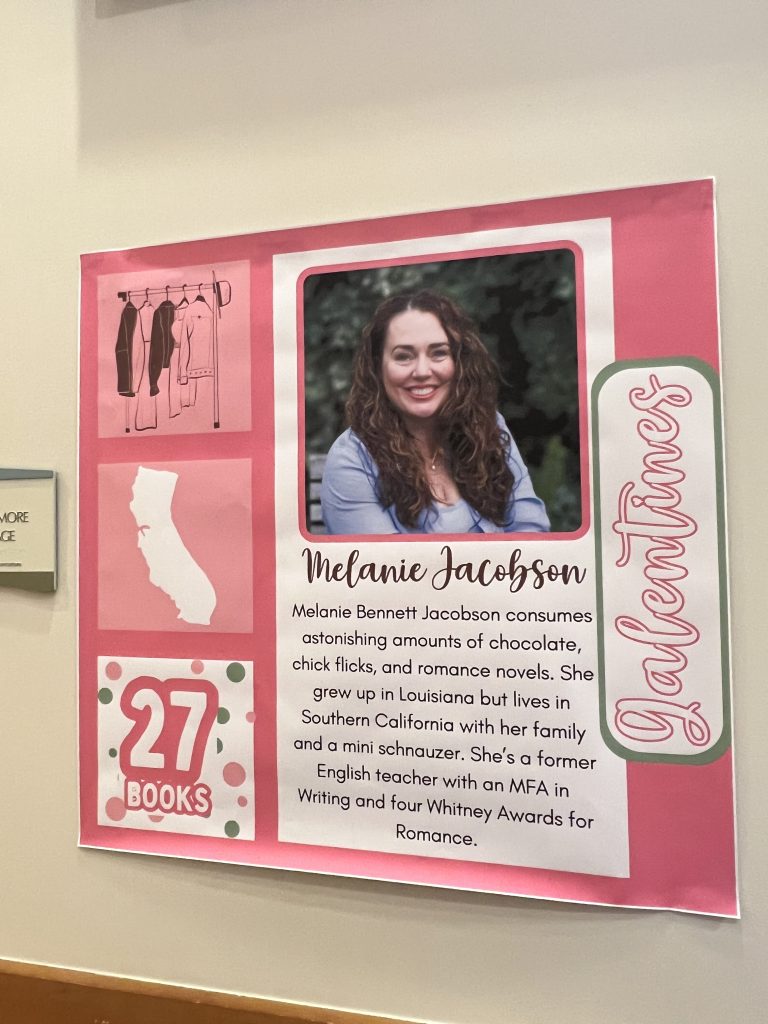 MORE
27
BOOKS
Melanie Jacobson
Melanie Bennett Jacobson consumes
astonishing amounts of chocolate,
chick flicks, and romance novels. She
grew up in Louisiana but lives in
Southern California with her family
and a mini schnauzer. She's a former
English teacher with an MFA in
Writing and four Whitney Awards for
Romance.
galentines